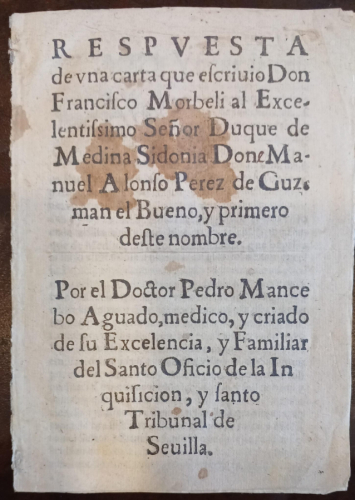 RESPVESTA
de vna carta que escriuio Don
Francisco Morbeli al Exce-
lentissimo Señor Duque de
Medina Sidonia Don Ma-
nuel Alonso Perez de Guz-
man el Bueno, y primero
deste nombre.
Por el Doctor Pedro Mance
bo Aguado, medico, y criado
de su Excelencia, y Familiar
del Santo Oficio de la In
quisicion, y santo
Tribunal de
Seuilla.